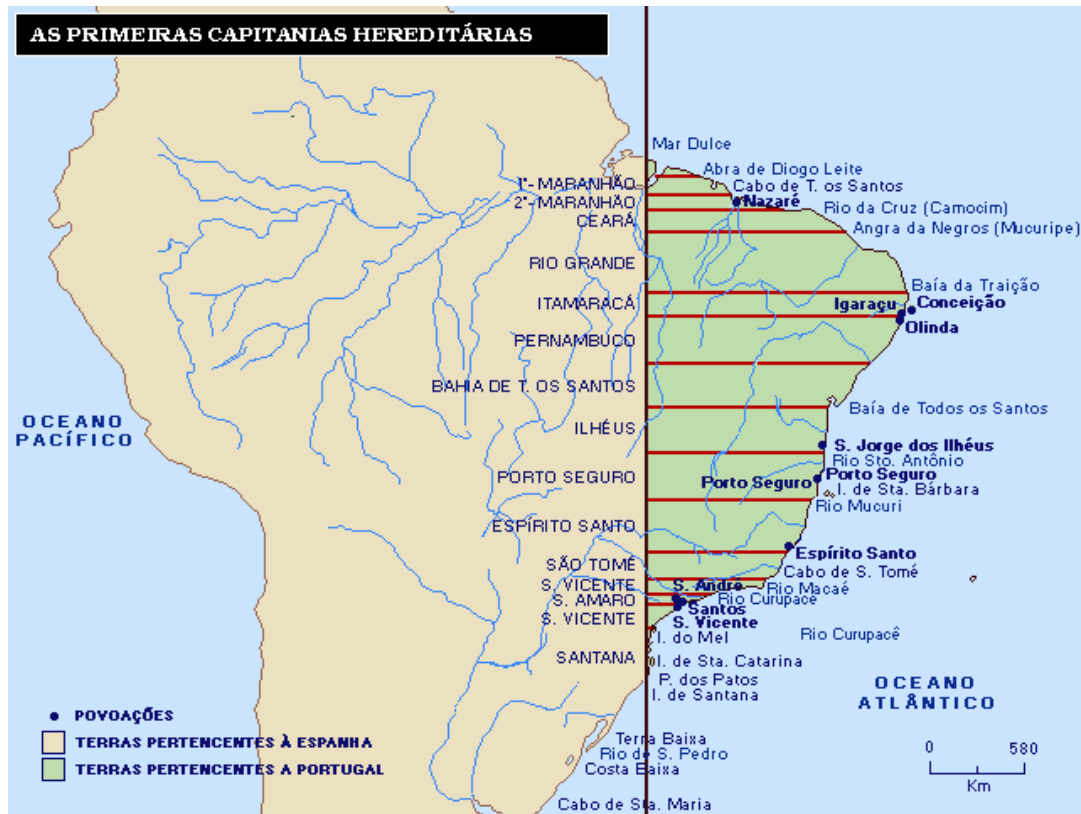 AS PRIMEIRAS CAPITANIAS HEREDITÁRIAS
Mar Dulce
Abra de Diogo Leite
1ª- MARANHÃO
Cabo de T. os Santos
2ª- MARANHÃO
Nazaré
Rio da Cruz (Camocim)
CEARÁ
Angra da Negros (Mucuripe)
RIO GRANDE
Baía da Traição
ITAMARACÁ
Igaraçu
Conceição
Olinda
PERNAMBUCO
BAHIA DE T. OS SANTOS
Baía de Todos os Santos
OCEANO
PACÍFICO
ILHÉUS
S. Jorge dos Ilhéus
Rio Sto. Antônio
PORTO SEGURO
Porto Seguro
Porto Seguro
I. de Sta. Bárbara
Rio Mucuri
ESPÍRITO SANTO
Espírito Santo
SÃO TOMÉ
Cabo de S. Tomé
S. VICENTE
S. André
Rio Macaé
S. AMARO
Rio Curupacê
Santos
S. VICENTE
S. Vicente
I. do Mel
Rio Curupacê
SANTANA
I. de Sta. Catarina
P. dos Patos
I. de Santana
OCEANO
ATLÂNTICO
POVOAÇÕES
TERRAS PERTENCENTES À ESPANHA
TERRAS PERTENCENTES A PORTUGAL
Terra Baixa
Rio de S. Pedro
Costa Baixa
Cabo de Sta. Maria
0 580
Km